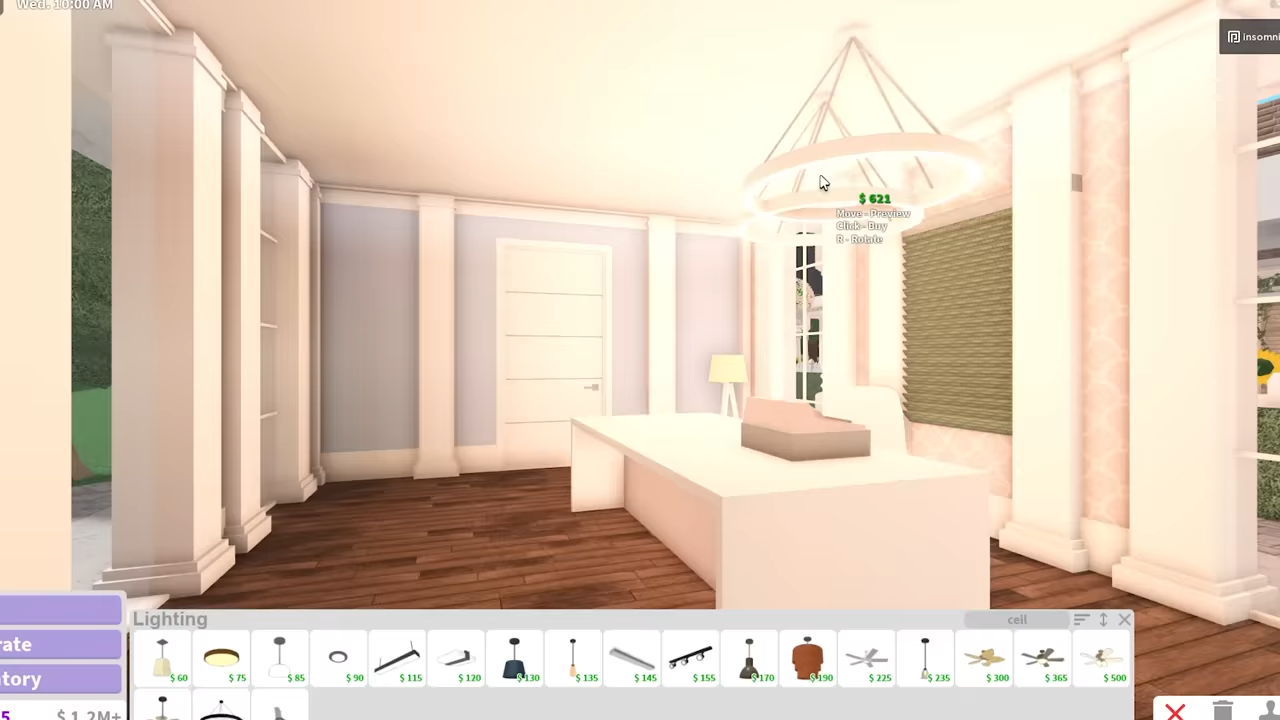 Wed. 10:00 AM
Insomni
$ 621
Move - Preview
Click - Buy
R - Rotate
Lighting
ceil
rate
tory
$ 60
$ 75
$ 85
$ 90
$ 115
$ 120
$ 130
$ 135
$ 145
$ 155
$ 170
$ 190
$ 225
$ 235
$ 300
$ 365
$ 500
5
$ 1.2M+